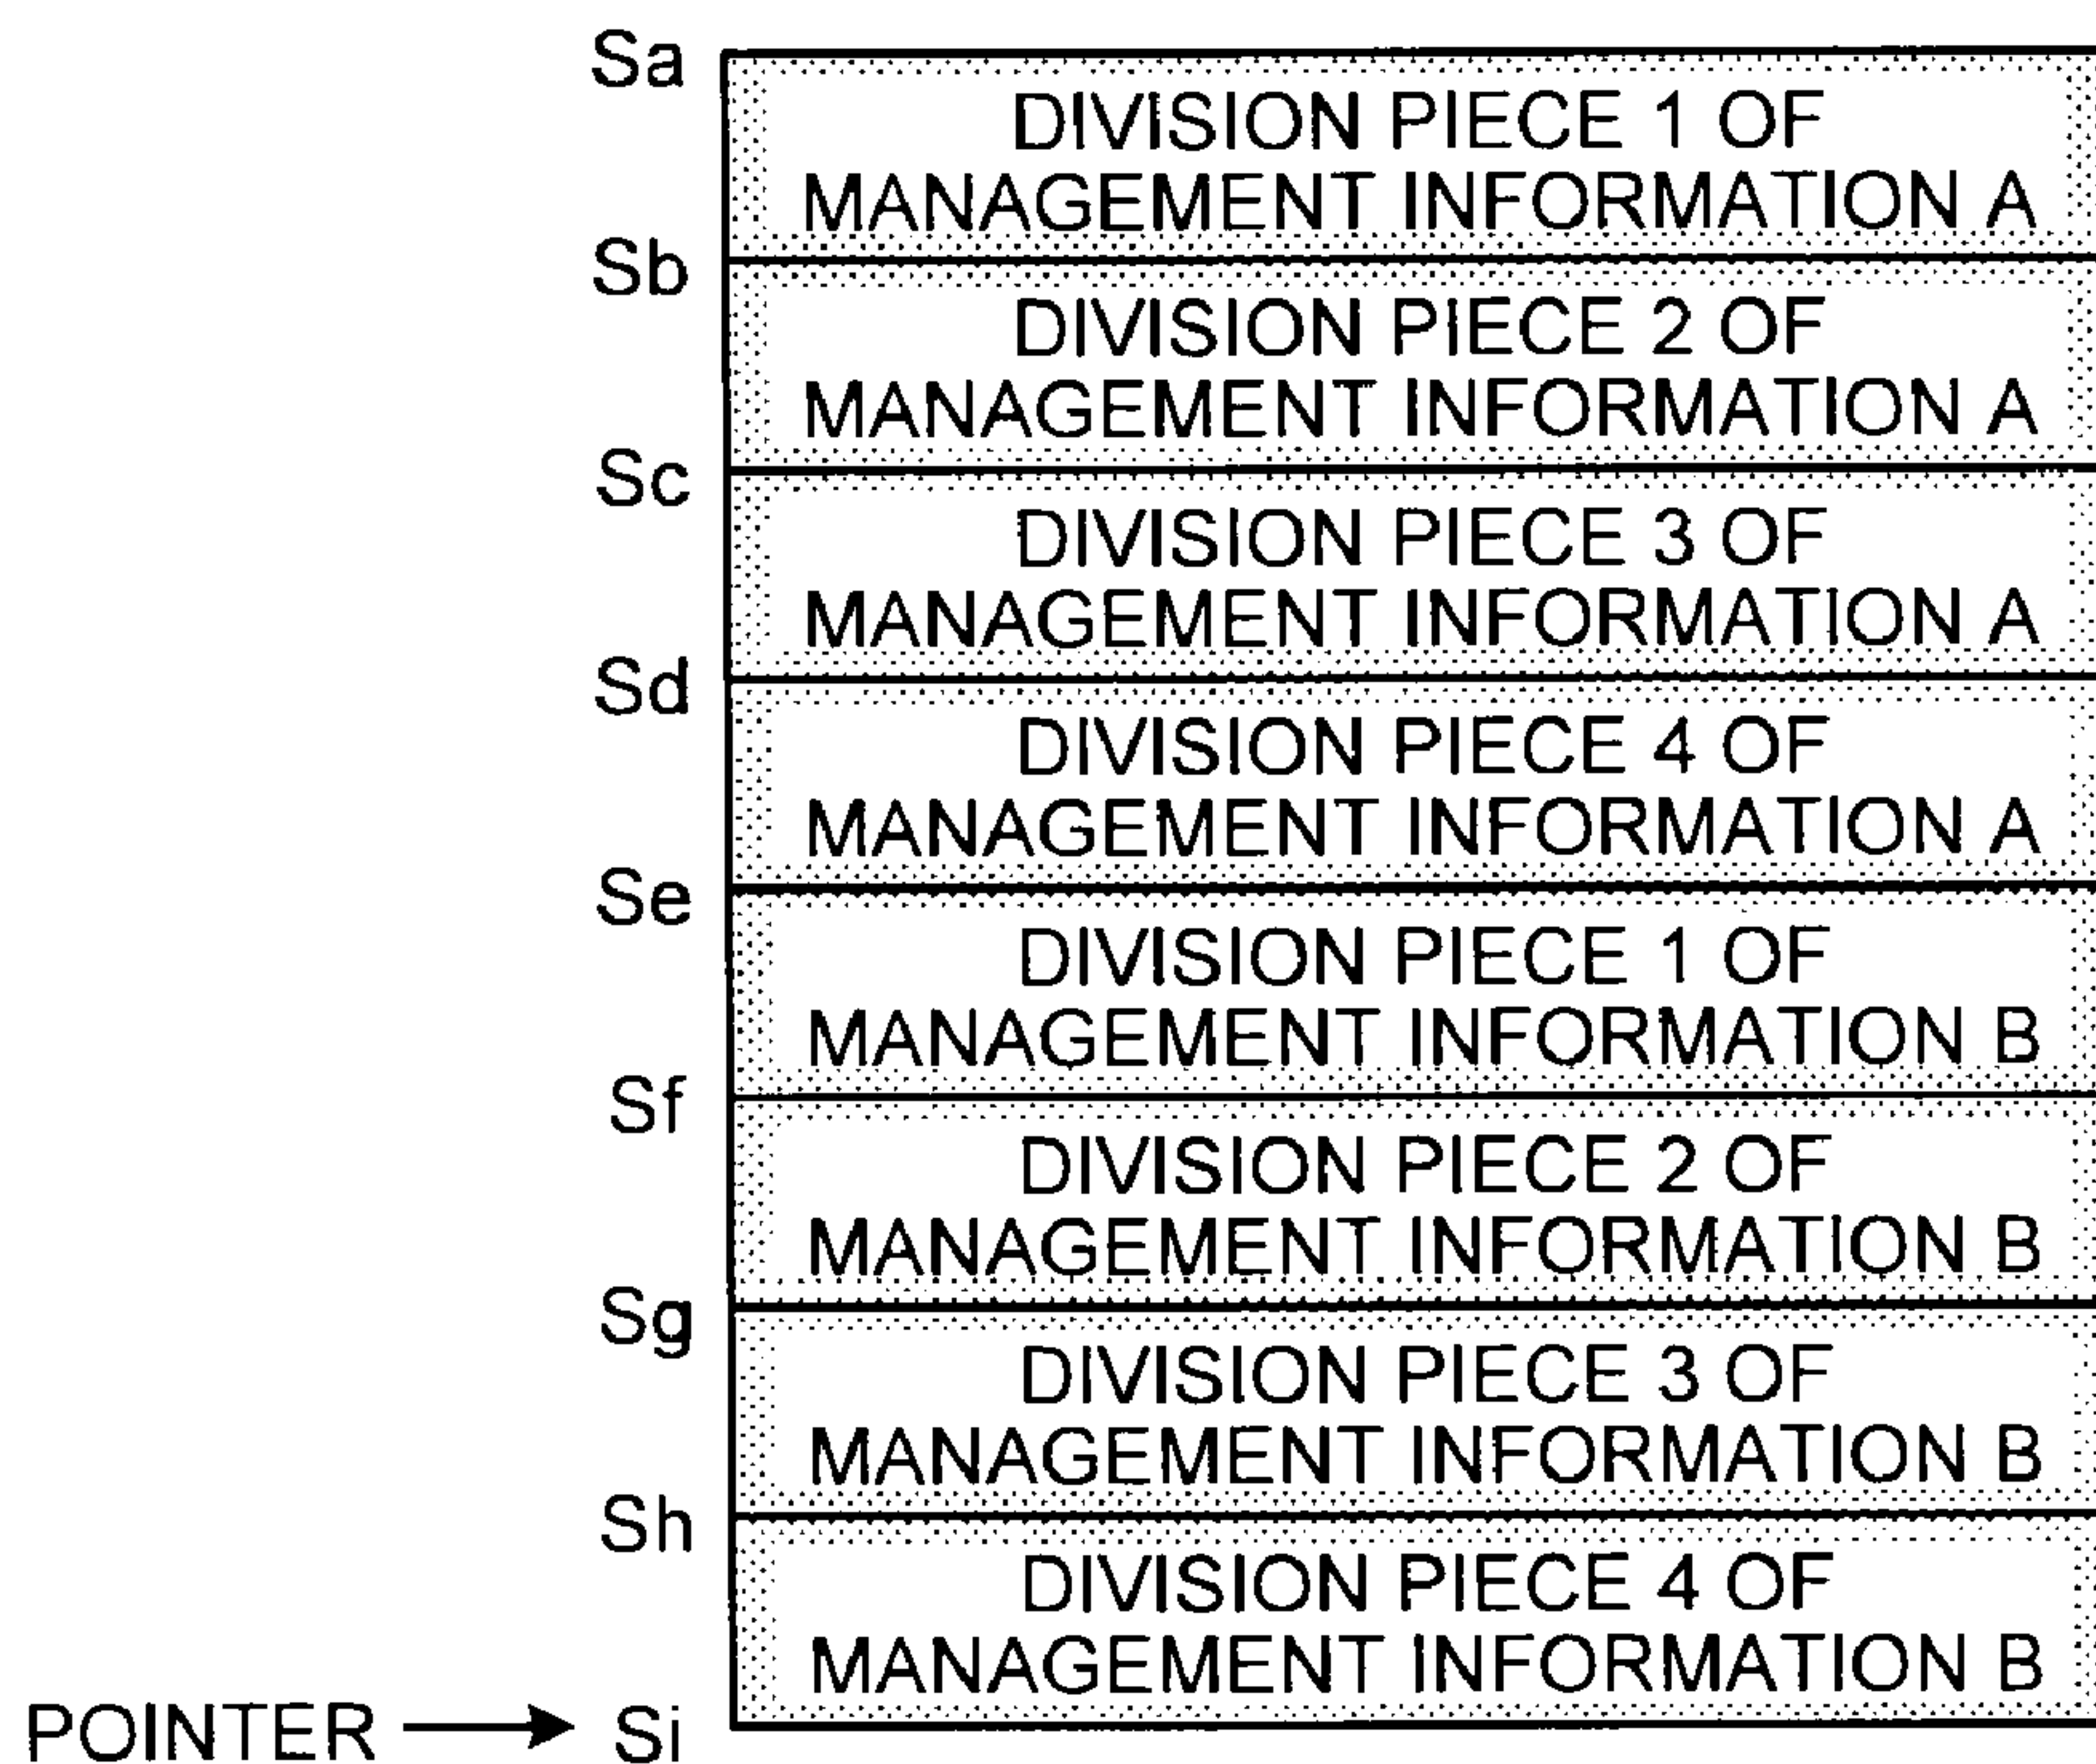 Sa
DIVISION PIECE 1 OF
MANAGEMENT INFORMATION A
Sb
DIVISION PIECE 2 OF
MANAGEMENT INFORMATION A
Sc
DIVISION PIECE 3 OF
MANAGEMENT INFORMATION A
Sd
DIVISION PIECE 4 OF
MANAGEMENT INFORMATION A
Se
DIVISION PIECE 1 OF
MANAGEMENT INFORMATION B
Sf
DIVISION PIECE 2 OF
MANAGEMENT INFORMATION B
Sg
DIVISION PIECE 3 OF
MANAGEMENT INFORMATION B
Sh
DIVISION PIECE 4 OF
MANAGEMENT INFORMATION B
POINTER Si